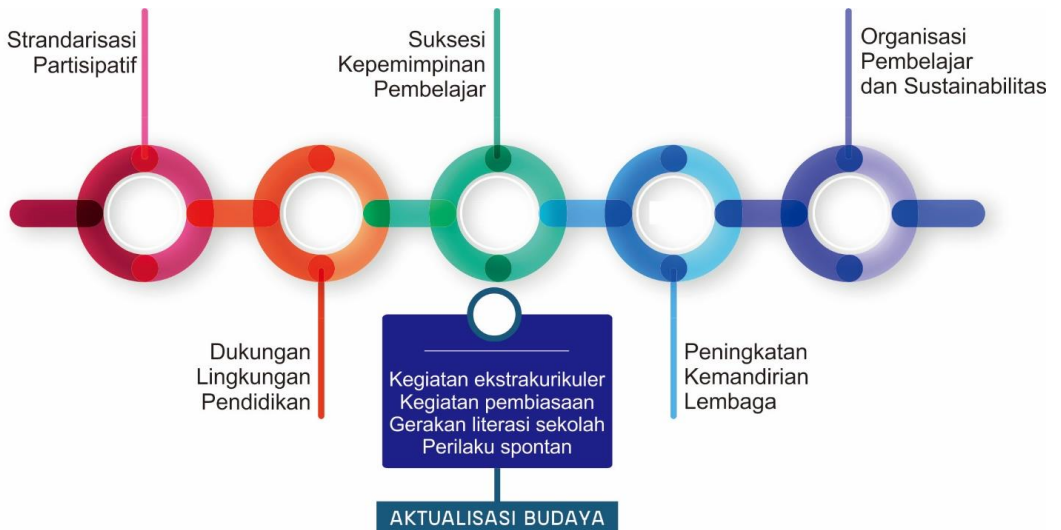 Strandarisasi
Partisipatif
Suksesi
Kepemimpinan
Pembelajar
Organisasi
Pembelajar
dan Sustainabilitas
Dukungan
Lingkungan
Pendidikan
Kegiatan ekstrakurikuler
Kegiatan pembiasaan
Gerakan literasi sekolah
Perilaku spontan
Peningkatan
Kemandirian
Lembaga
AKTUALISASI BUDAYA